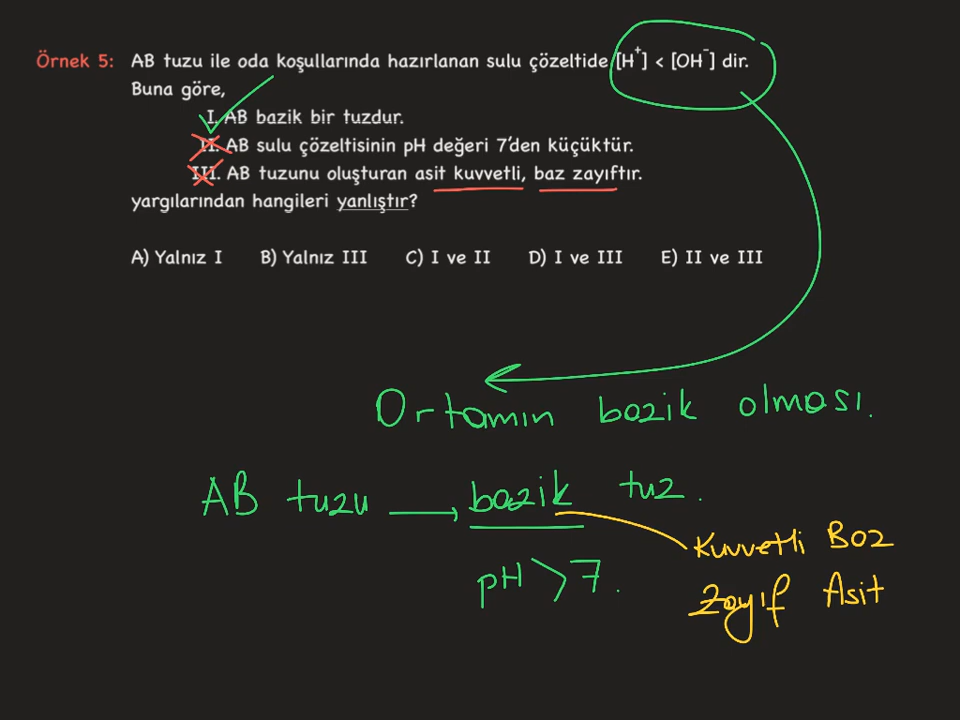 Örnek 5: AB tuzu ile oda koşullarında hazırlanan sulu çözeltide [H⁺] < [OH⁻] dir.
Buna göre,
I. AB bazik bir tuzdur.
II. AB sulu çözeltisinin pH değeri 7'den küçüktür.
III. AB tuzunu oluşturan asit kuvvetli, baz zayıftır.
yargılarından hangileri yanlıştır?
A) Yalnız I B) Yalnız III C) I ve II D) I ve III E) II ve III
Ortamın bazik olması.
AB tuzu → bazik tuz.
Kuvvetli Baz
pH > 7.
Zayıf Asit